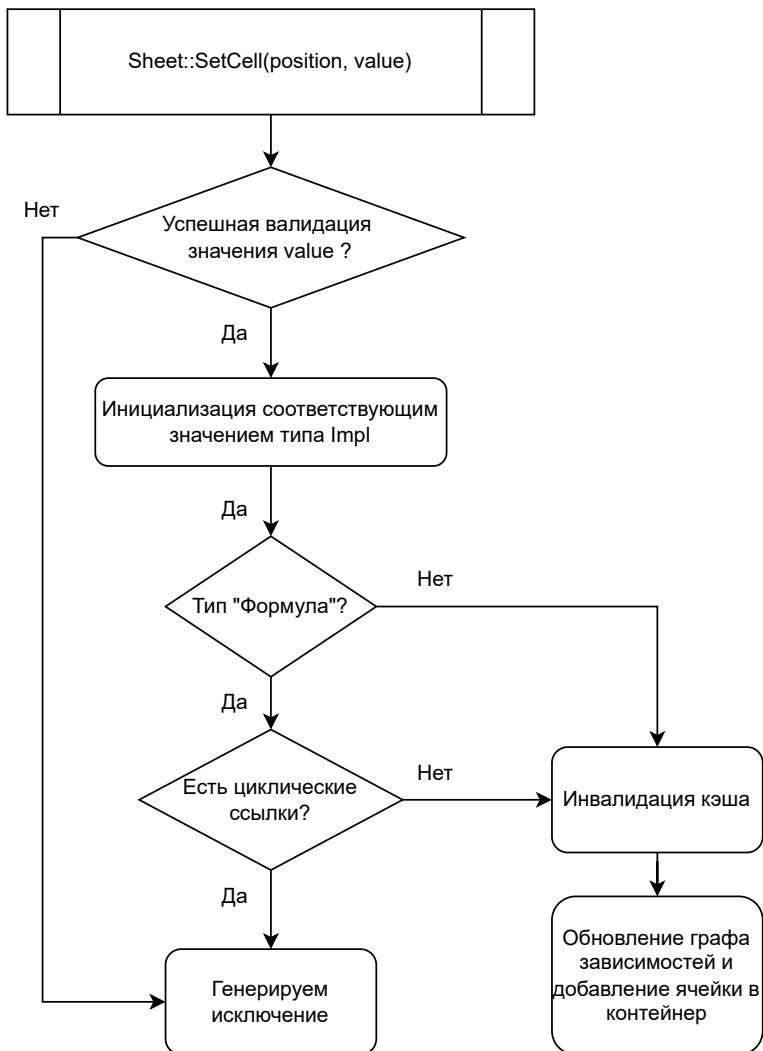 Sheet::SetCell(position, value)
Нет
Успешная валидация
значения value ?
Да
Инициализация соответствующим
значением типа Impl
Да
Нет
Тип "Формула"?
Да
Есть циклические
ссылки?
Нет
Инвалидация кэша
Да
Генерируем
исключение
Обновление графа
зависимостей и
добавление ячейки в
контейнер